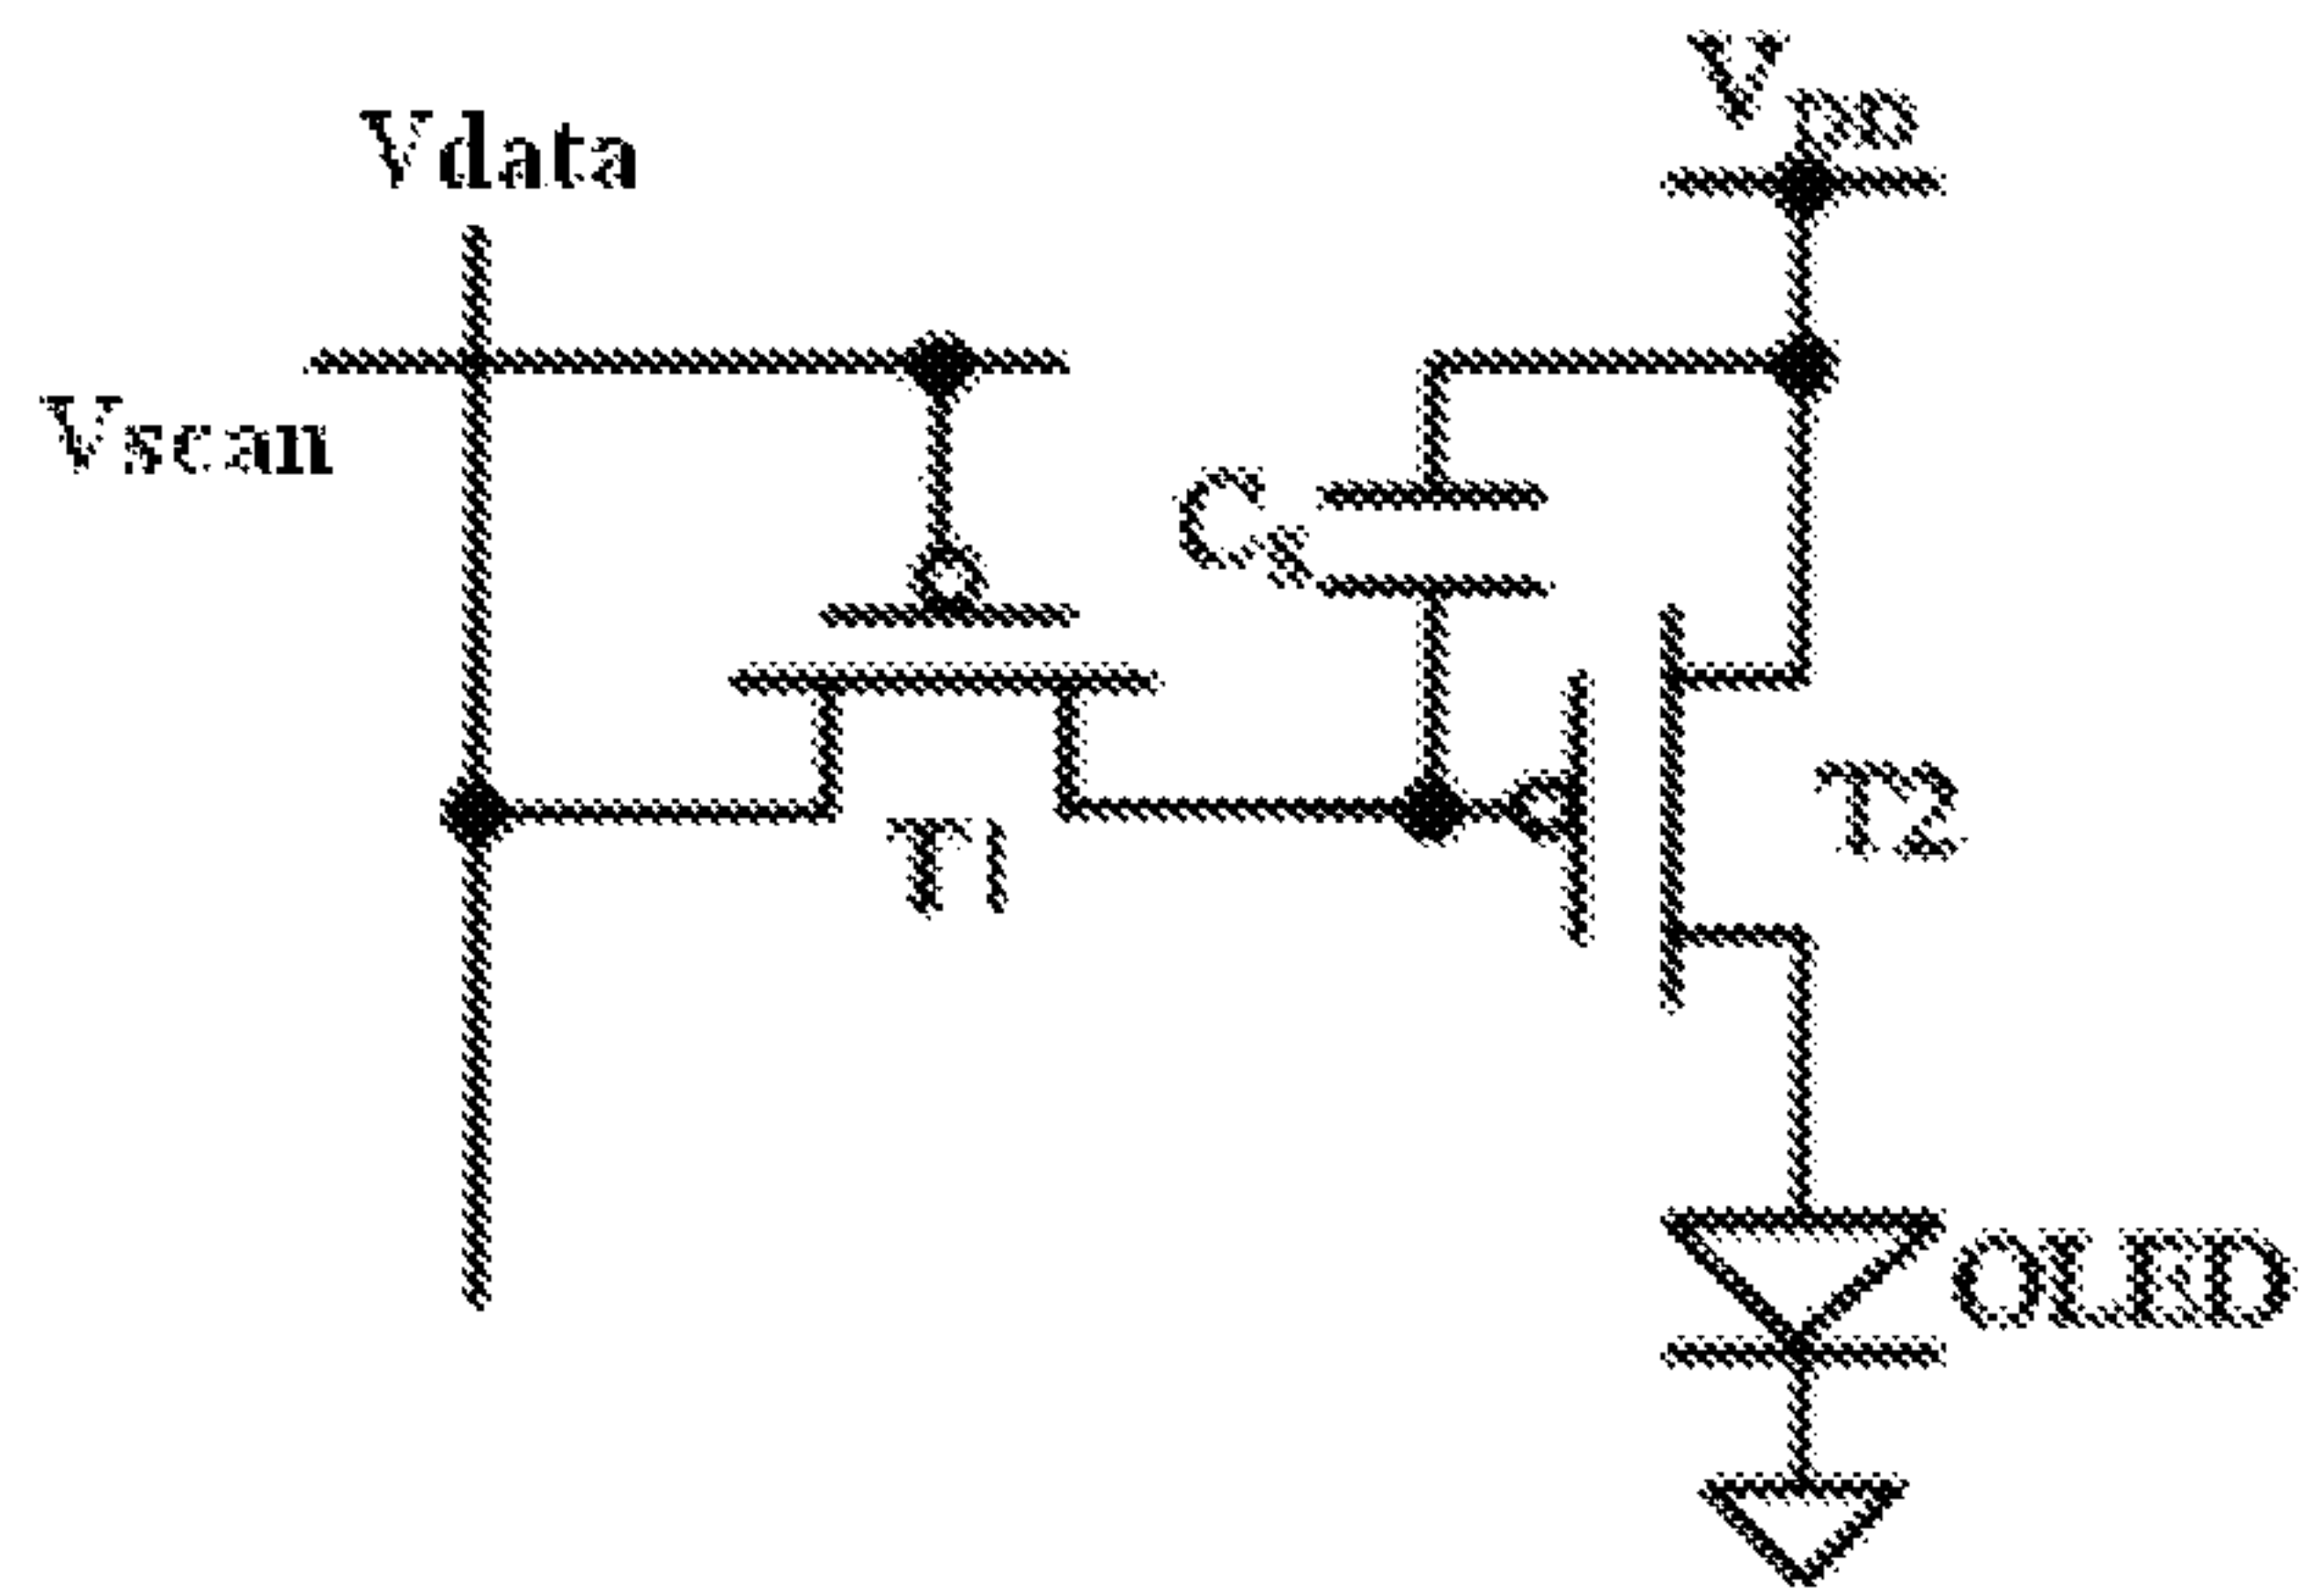 Vdata
VDD
Vscan
Cs
T1
T2
OLED